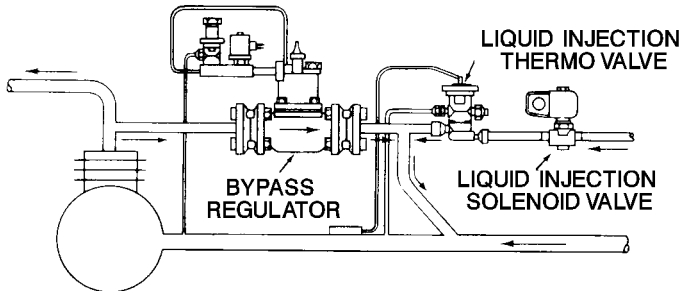 LIQUID INJECTION
THERMO VALVE
BYPASS
REGULATOR
LIQUID INJECTION
SOLENOID VALVE